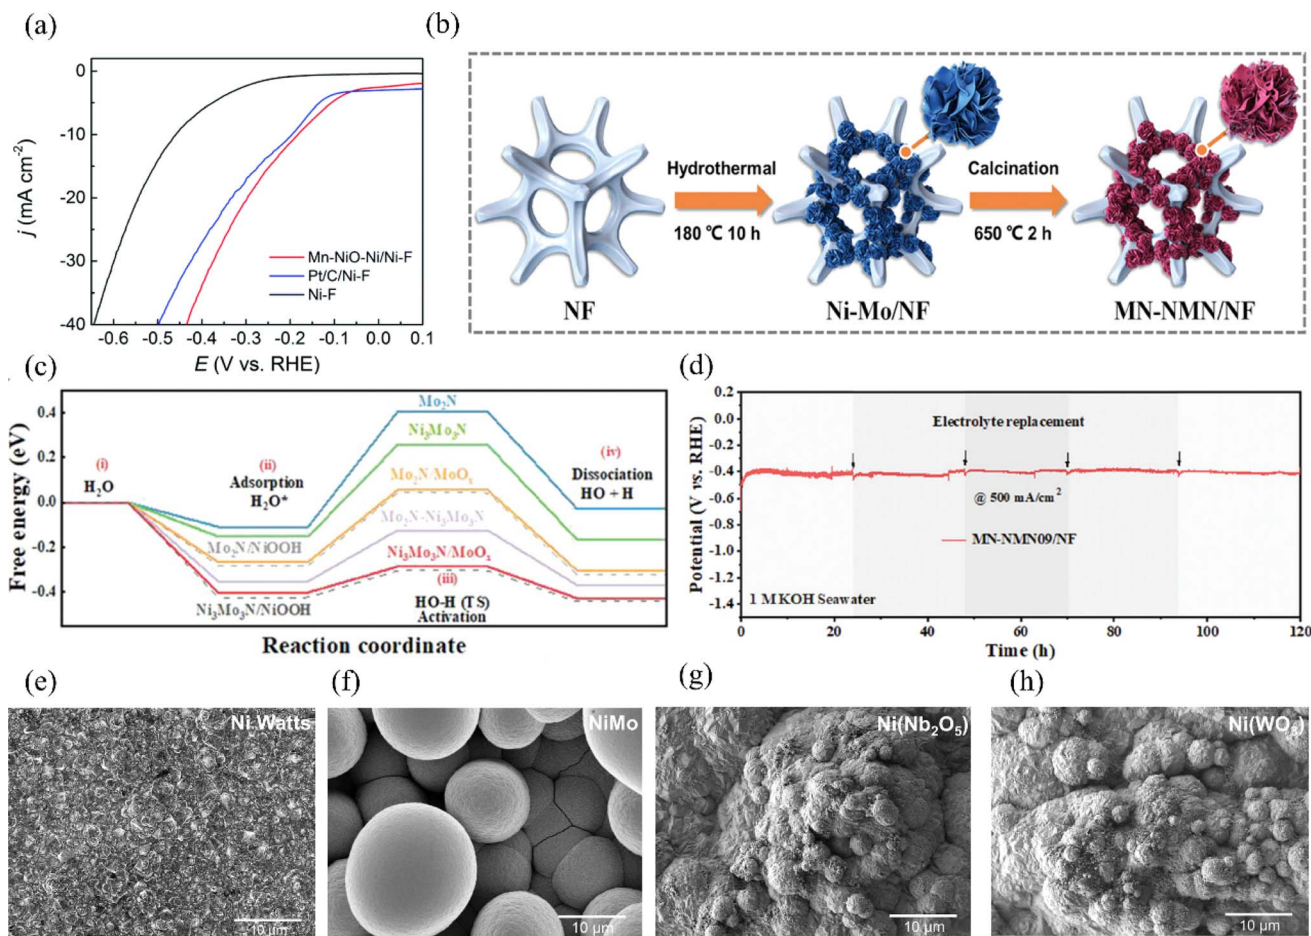 (a)
0
-10
-20
-30
-40
j (mA cm⁻²)
Mn-NiO-Ni/Ni-F
Pt/C/Ni-F
Ni-F
-0.6 -0.5 -0.4 -0.3 -0.2 -0.1 -0.0 0.1
E (V vs. RHE)
(b)
Hydrothermal
180 ℃ 10 h
Calcination
650 ℃ 2 h
NF
Ni-Mo/NF
MN-NMN/NF
(c)
Free energy (eV)
0.4
0.2
0.0
-0.2
-0.4
(i)
H₂O
(ii)
Adsorption
H₂O*
Mo₂N
Ni₃Mo₃N
Mo₂N/MoOₓ
Mo₂N-Ni₃Mo₃N
Ni₃Mo₃N/MoOₓ
Mo₂N/NiOOH
Ni₃Mo₃N/NiOOH
(iii)
HO-H (TS)
Activation
(iv)
Dissociation
HO + H
Reaction coordinate
(d)
Potential (V vs. RHE)
0.2
0.0
-0.2
-0.4
-0.6
-0.8
-1.0
-1.2
-1.4
Electrolyte replacement
@ 500 mA/cm²
MN-NMN09/NF
1 M KOH Seawater
0 20 40 60 80 100 120
Time (h)
(e)
Ni Watts
10 μm
(f)
NiMo
10 μm
(g)
Ni(Nb₂O₅)
10 μm
(h)
Ni(WO₃)
10 μm